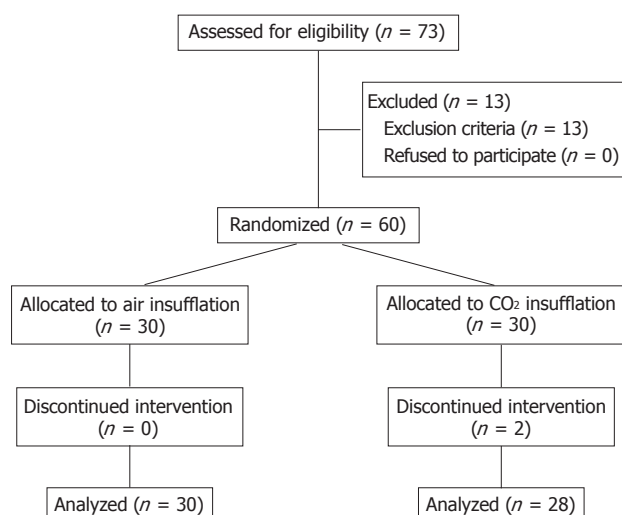 Assessed for eligibility (n = 73)
Excluded (n = 13)
Exclusion criteria (n = 13)
Refused to participate (n = 0)
Randomized (n = 60)
Allocated to air insufflation
(n = 30)
Allocated to CO2 insufflation
(n = 30)
Discontinued intervention
(n = 0)
Discontinued intervention
(n = 2)
Analyzed (n = 30)
Analyzed (n = 28)